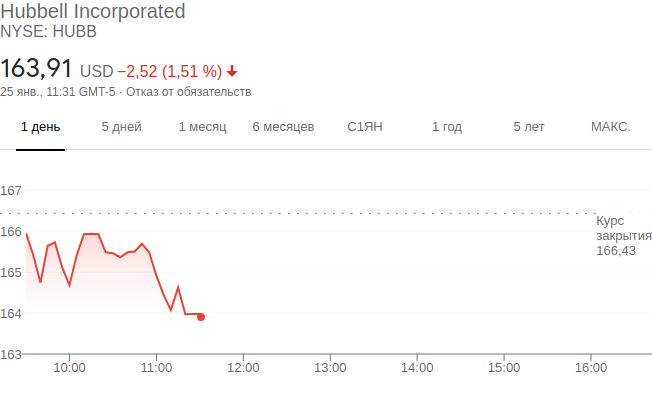 Hubbell Incorporated
NYSE: HUBB
163,91 USD −2,52 (1,51 %)
25 янв., 11:31 GMT-5 · Отказ от обязательств
1 день 5 дней 1 месяц 6 месяцев С1ЯН 1 год 5 лет МАКС.
167
Курс
166
закрытия
166,43
165
164
163
10:00 11:00 12:00 13:00 14:00 15:00 16:00